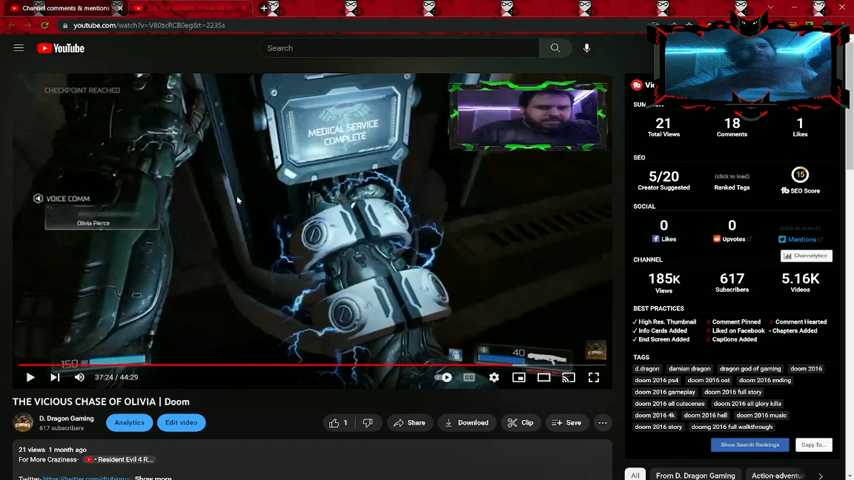 Channel comments & mentions
youtube.com/watch?v=V80zcRCB0eg&t=2235s
YouTube
Search
CHECKPOINT REACHED
MEDICAL SERVICE
COMPLETE
VOICE COMM
Olivia Pierce
150
40
37:24 / 44:29
THE VICIOUS CHASE OF OLIVIA | Doom
D. Dragon Gaming
617 subscribers
Analytics
Edit video
1
Share
Download
Clip
Save
21 views 1 month ago
For More Craziness- Resident Evil 4 R...
Show more
21
Total Views
18
Comments
1
Likes
SEO
5/20
Creator Suggested
(click to load)
Ranked Tags
15
SEO Score
SOCIAL
0
Likes
0
Upvotes
Mentions
Channelytics
CHANNEL
185K
Views
617
Subscribers
5.16K
Videos
BEST PRACTICES
High Res. Thumbnail
Comment Pinned
Comment Hearted
Info Cards Added
Liked on Facebook
Chapters Added
End Screen Added
Captions Added
TAGS
d.dragon
damien dragon
dragon god of gaming
doom 2016
doom 2016 ps4
doom 2016 ost
doom 2016 ending
doom 2016 gameplay
doom 2016 full story
doom 2016 all cutscenes
doom 2016 all glory kills
doom 2016 4k
doom 2016 hell
doom 2016 music
doom 2016 story
doomg 2016 full walkthrough
Show Search Rankings
Copy To...
All
From D. Dragon Gaming